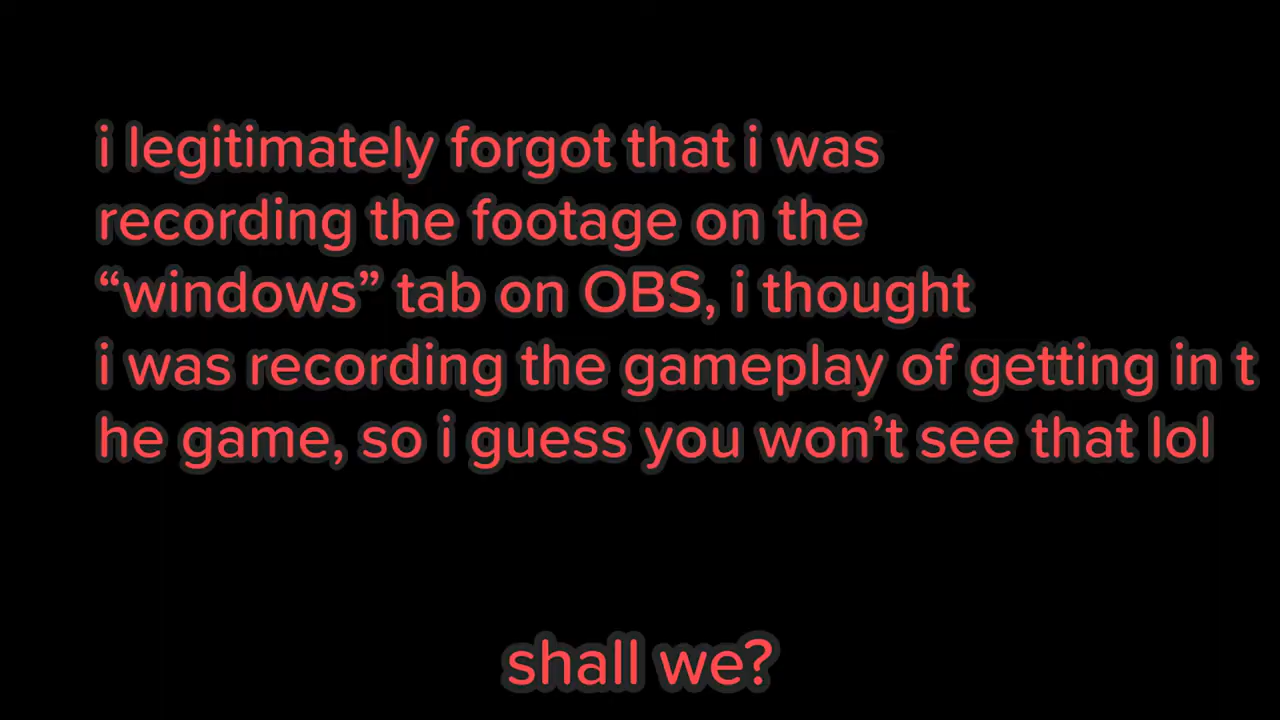 i legitimately forgot that i was
recording the footage on the
“windows” tab on OBS, i thought
i was recording the gameplay of getting in t
he game, so i guess you won’t see that lol
shall we?